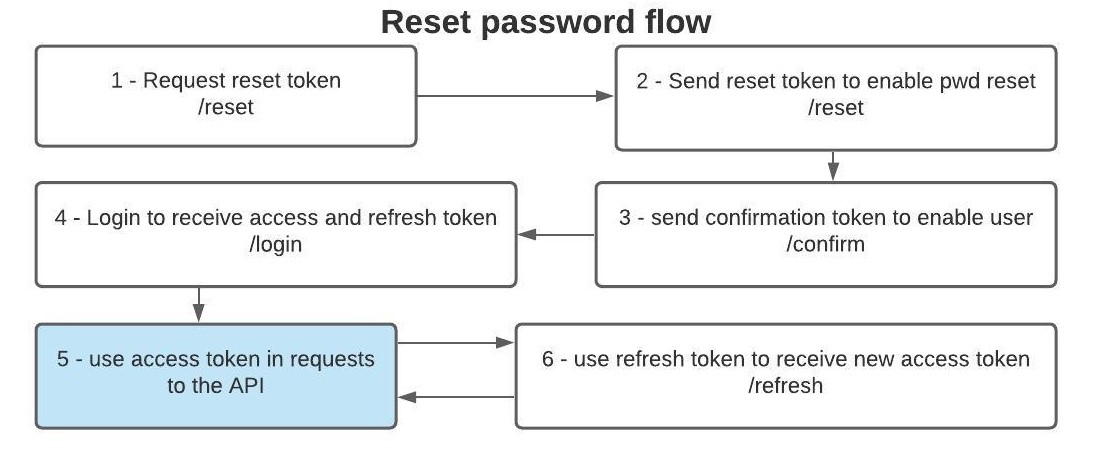 Reset password flow
1 - Request reset token
/reset
2 - Send reset token to enable pwd reset
/reset
3 - send confirmation token to enable user
/confirm
4 - Login to receive access and refresh token
/login
5 - use access token in requests
to the API
6 - use refresh token to receive new access token
/refresh